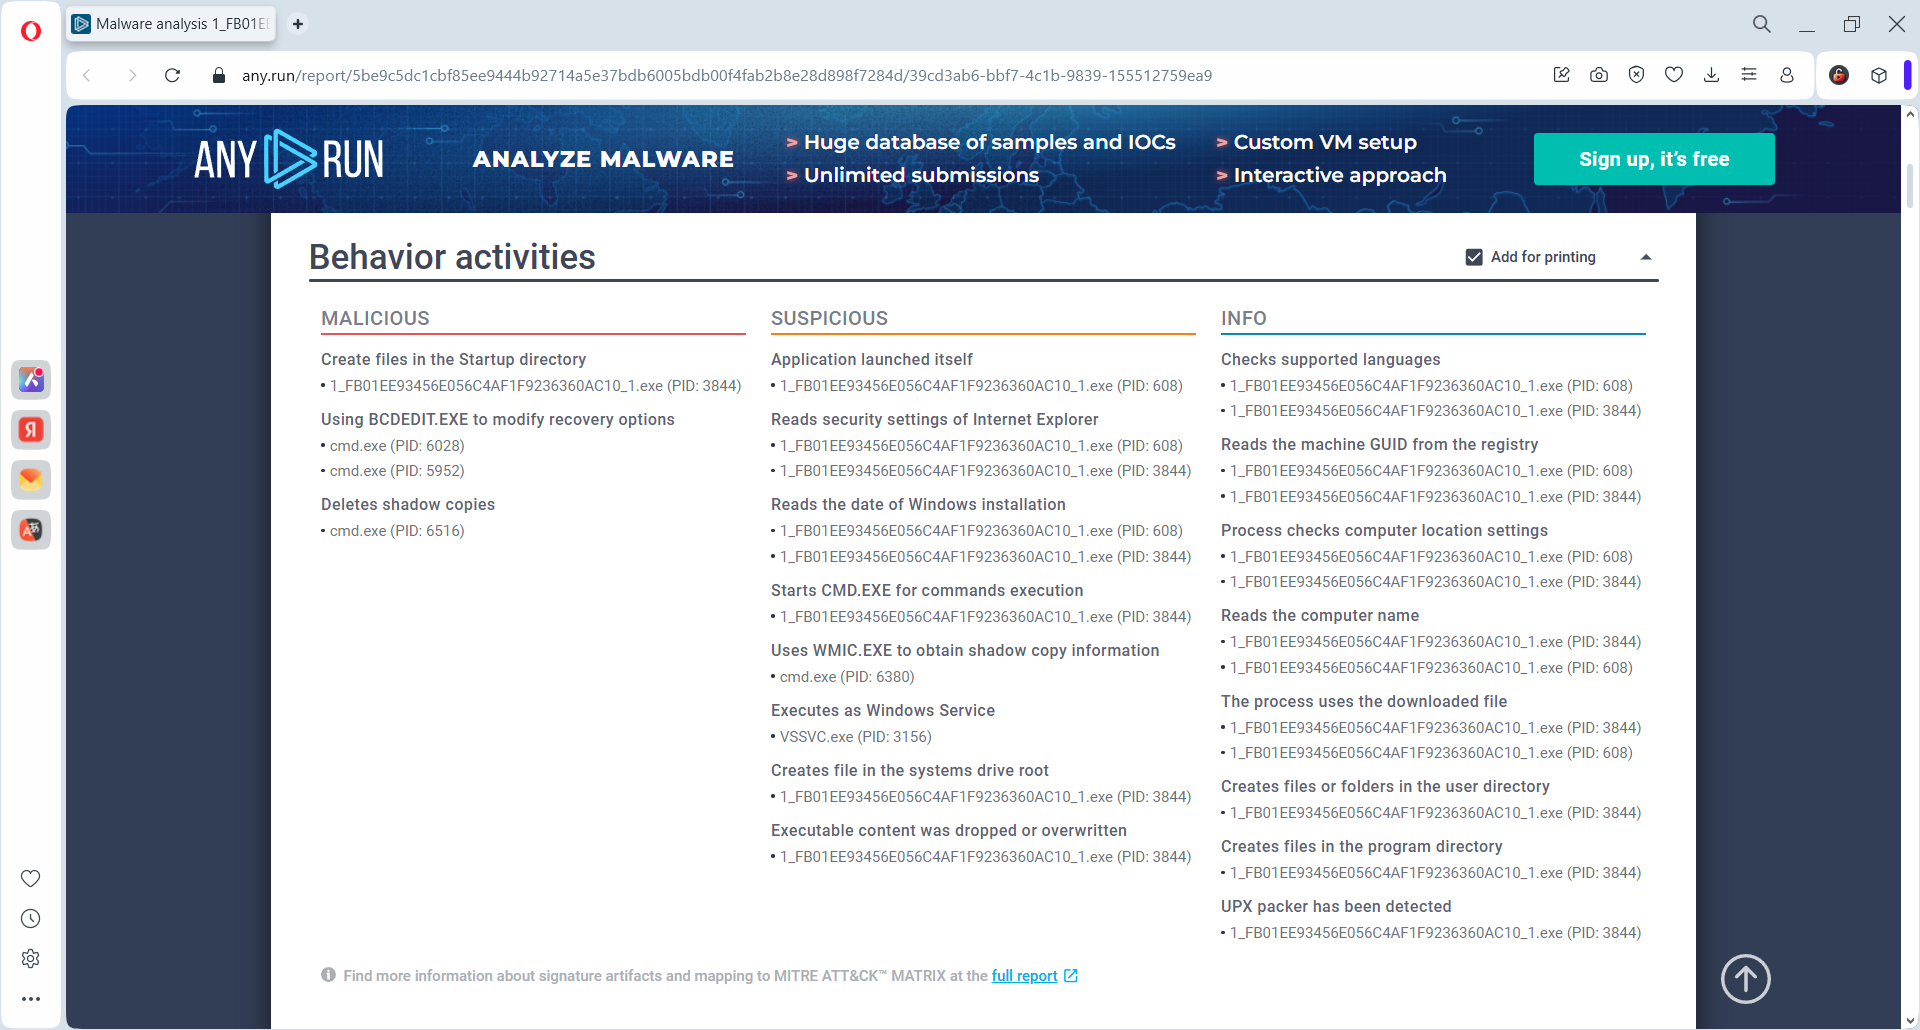 Malware analysis 1_FB01E
any.run/report/5be9c5dc1cbf85ee9444b92714a5e37bdb6005bdb00f4fab2b8e28d898f7284d/39cd3ab6-bbf7-4c1b-9839-155512759ea9
ANY RUN
ANALYZE MALWARE
> Huge database of samples and IOCs
> Unlimited submissions
> Custom VM setup
> Interactive approach
Sign up, it's free
Behavior activities
Add for printing
MALICIOUS
Create files in the Startup directory
• 1_FB01EE93456E056C4AF1F9236360AC10_1.exe (PID: 3844)
Using BCDEDIT.EXE to modify recovery options
• cmd.exe (PID: 6028)
• cmd.exe (PID: 5952)
Deletes shadow copies
• cmd.exe (PID: 6516)
SUSPICIOUS
Application launched itself
• 1_FB01EE93456E056C4AF1F9236360AC10_1.exe (PID: 608)
Reads security settings of Internet Explorer
• 1_FB01EE93456E056C4AF1F9236360AC10_1.exe (PID: 608)
• 1_FB01EE93456E056C4AF1F9236360AC10_1.exe (PID: 3844)
Reads the date of Windows installation
• 1_FB01EE93456E056C4AF1F9236360AC10_1.exe (PID: 608)
• 1_FB01EE93456E056C4AF1F9236360AC10_1.exe (PID: 3844)
Starts CMD.EXE for commands execution
• 1_FB01EE93456E056C4AF1F9236360AC10_1.exe (PID: 3844)
Uses WMIC.EXE to obtain shadow copy information
• cmd.exe (PID: 6380)
Executes as Windows Service
• VSSVC.exe (PID: 3156)
Creates file in the systems drive root
• 1_FB01EE93456E056C4AF1F9236360AC10_1.exe (PID: 3844)
Executable content was dropped or overwritten
• 1_FB01EE93456E056C4AF1F9236360AC10_1.exe (PID: 3844)
INFO
Checks supported languages
• 1_FB01EE93456E056C4AF1F9236360AC10_1.exe (PID: 608)
• 1_FB01EE93456E056C4AF1F9236360AC10_1.exe (PID: 3844)
Reads the machine GUID from the registry
• 1_FB01EE93456E056C4AF1F9236360AC10_1.exe (PID: 608)
• 1_FB01EE93456E056C4AF1F9236360AC10_1.exe (PID: 3844)
Process checks computer location settings
• 1_FB01EE93456E056C4AF1F9236360AC10_1.exe (PID: 608)
• 1_FB01EE93456E056C4AF1F9236360AC10_1.exe (PID: 3844)
Reads the computer name
• 1_FB01EE93456E056C4AF1F9236360AC10_1.exe (PID: 3844)
• 1_FB01EE93456E056C4AF1F9236360AC10_1.exe (PID: 608)
The process uses the downloaded file
• 1_FB01EE93456E056C4AF1F9236360AC10_1.exe (PID: 3844)
• 1_FB01EE93456E056C4AF1F9236360AC10_1.exe (PID: 608)
Creates files or folders in the user directory
• 1_FB01EE93456E056C4AF1F9236360AC10_1.exe (PID: 3844)
Creates files in the program directory
• 1_FB01EE93456E056C4AF1F9236360AC10_1.exe (PID: 3844)
UPX packer has been detected
• 1_FB01EE93456E056C4AF1F9236360AC10_1.exe (PID: 3844)
Find more information about signature artifacts and mapping to MITRE ATT&CK™ MATRIX at the full report